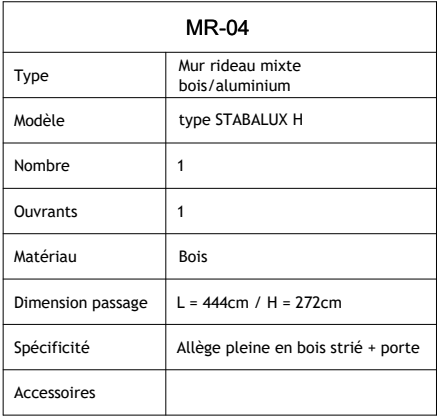 MR-04
Type
Mur rideau mixte
bois/aluminium
Modèle
type STABALUX H
Nombre
1
Ouvrants
1
Matériau
Bois
Dimension passage
L = 444cm / H = 272cm
Spécificité
Allège pleine en bois strié + porte
Accessoires